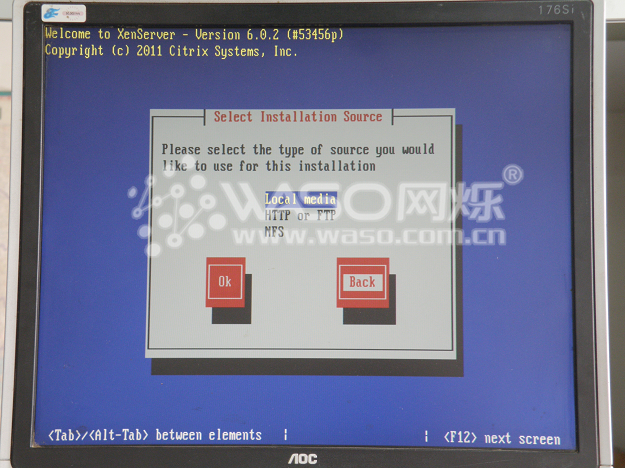 176Si
Welcome to XenServer - Version 6.0.2 (#53456p)
Copyright (c) 2011 Citrix Systems, Inc.
Select Installation Source
Please select the type of source you would
like to use for this installation
Local media
HTTP or FTP
NFS
WASO网烁®
www.waso.com.cn
Ok
Back
<Tab>/<Alt-Tab> between elements | | <F12> next screen
AOC